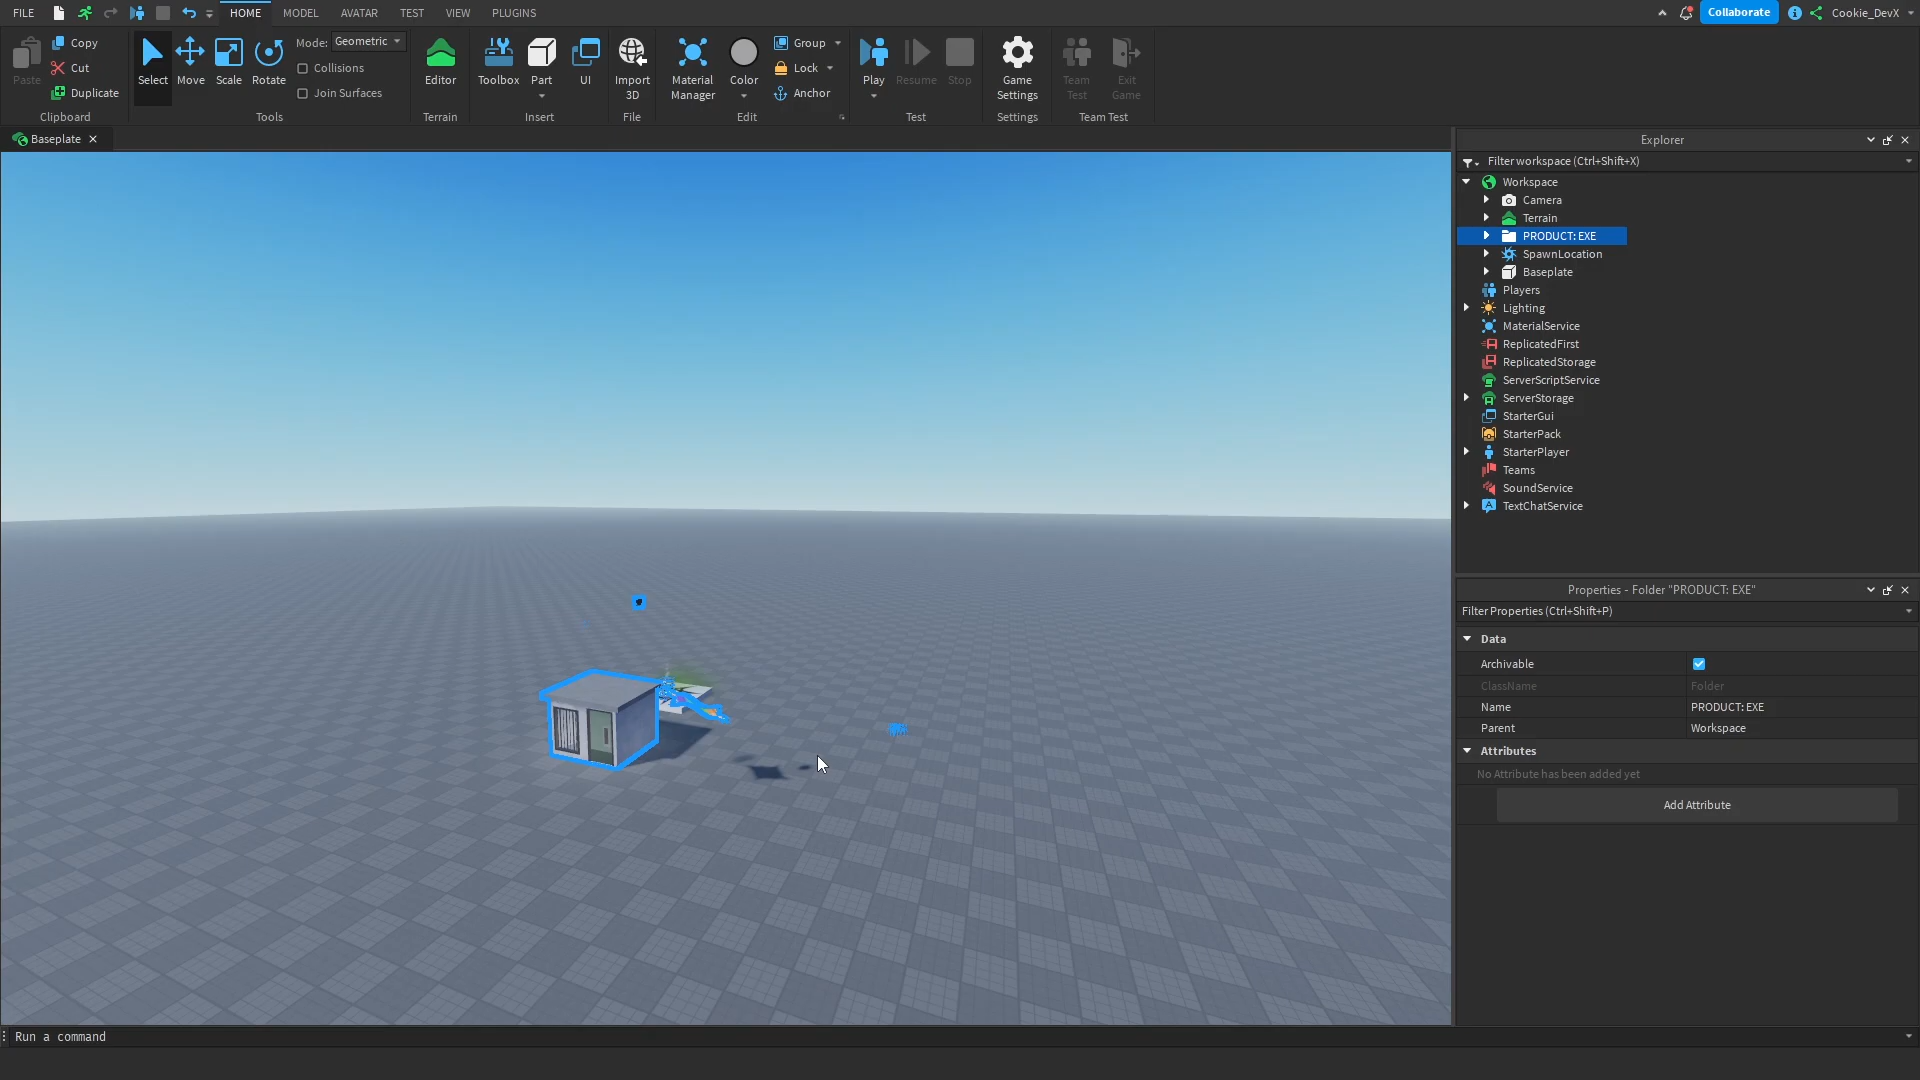 FILE HOME MODEL AVATAR TEST VIEW PLUGINS Collaborate Cookie_DevX
Paste Copy Cut Duplicate
Clipboard
Select Move Scale Rotate
Mode: Geometric
Collisions
Join Surfaces
Tools
Editor
Terrain
Toolbox Part UI
Insert
Import
3D
File
Material
Manager
Color
Group
Lock
Anchor
Edit
Play Resume Stop
Test
Game
Settings
Settings
Team
Test
Exit
Game
Team Test
Baseplate
Explorer
Filter workspace (Ctrl+Shift+X)
Workspace
Camera
Terrain
PRODUCT: EXE
SpawnLocation
Baseplate
Players
Lighting
MaterialService
ReplicatedFirst
ReplicatedStorage
ServerScriptService
ServerStorage
StarterGui
StarterPack
StarterPlayer
Teams
SoundService
TextChatService
Properties - Folder "PRODUCT: EXE"
Filter Properties (Ctrl+Shift+P)
Data
Archivable
ClassName Folder
Name PRODUCT: EXE
Parent Workspace
Attributes
No Attribute has been added yet
Add Attribute
Run a command